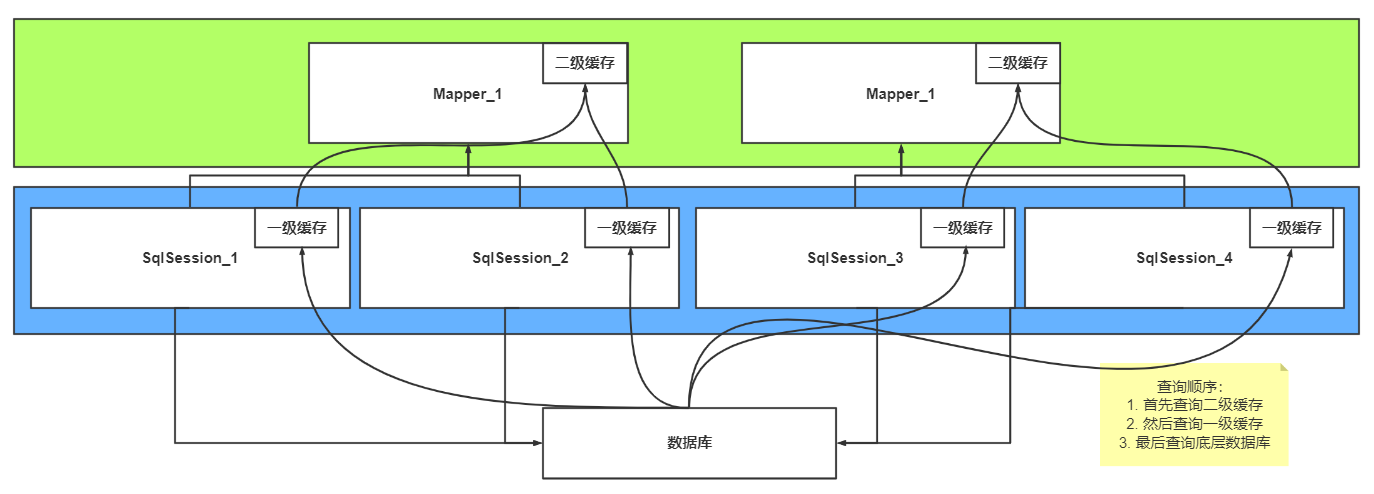 二级缓存
Mapper_1
二级缓存
Mapper_1
一级缓存
SqlSession_1
一级缓存
SqlSession_2
一级缓存
SqlSession_3
一级缓存
SqlSession_4
数据库
查询顺序：
1. 首先查询二级缓存
2. 然后查询一级缓存
3. 最后查询底层数据库